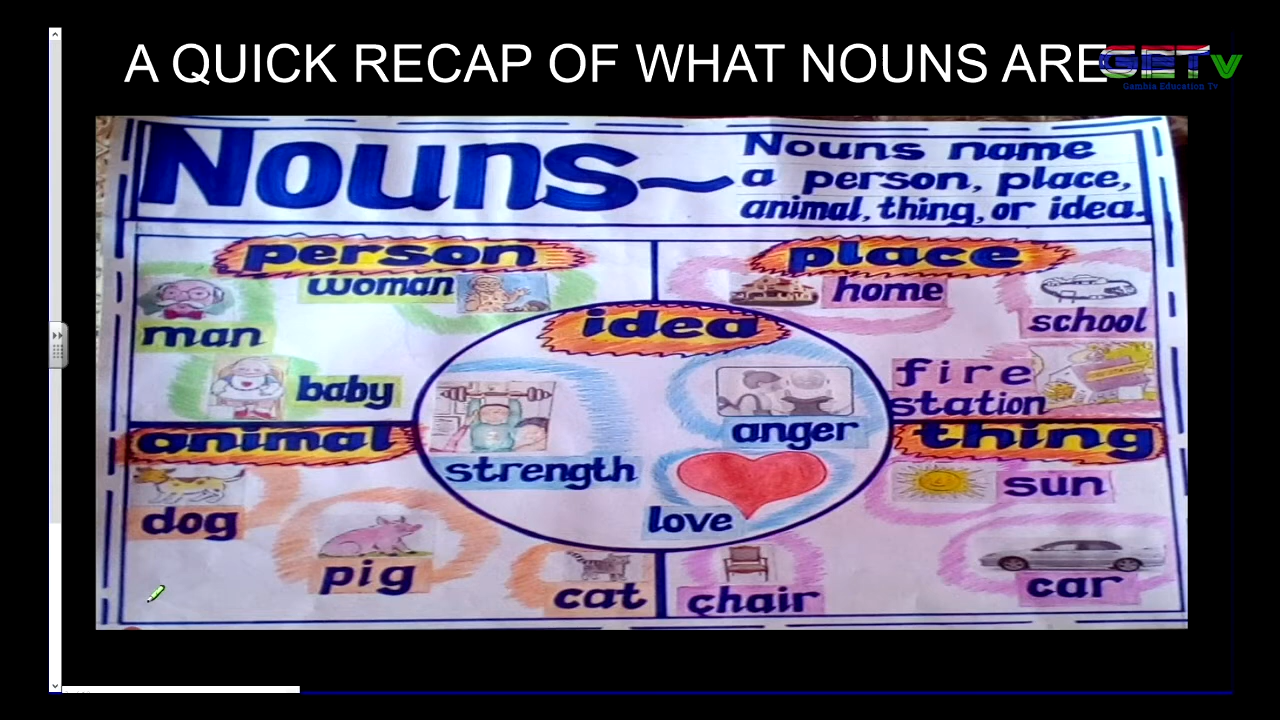 A QUICK RECAP OF WHAT NOUNS ARE
GETv
Gambia Education Tv
Nouns~
Nouns name
a person, place,
animal, thing, or idea.
person
woman
man
baby
place
home
school
fire
station
idea
strength
anger
love
animal
dog
pig
cat
thing
sun
car
chair